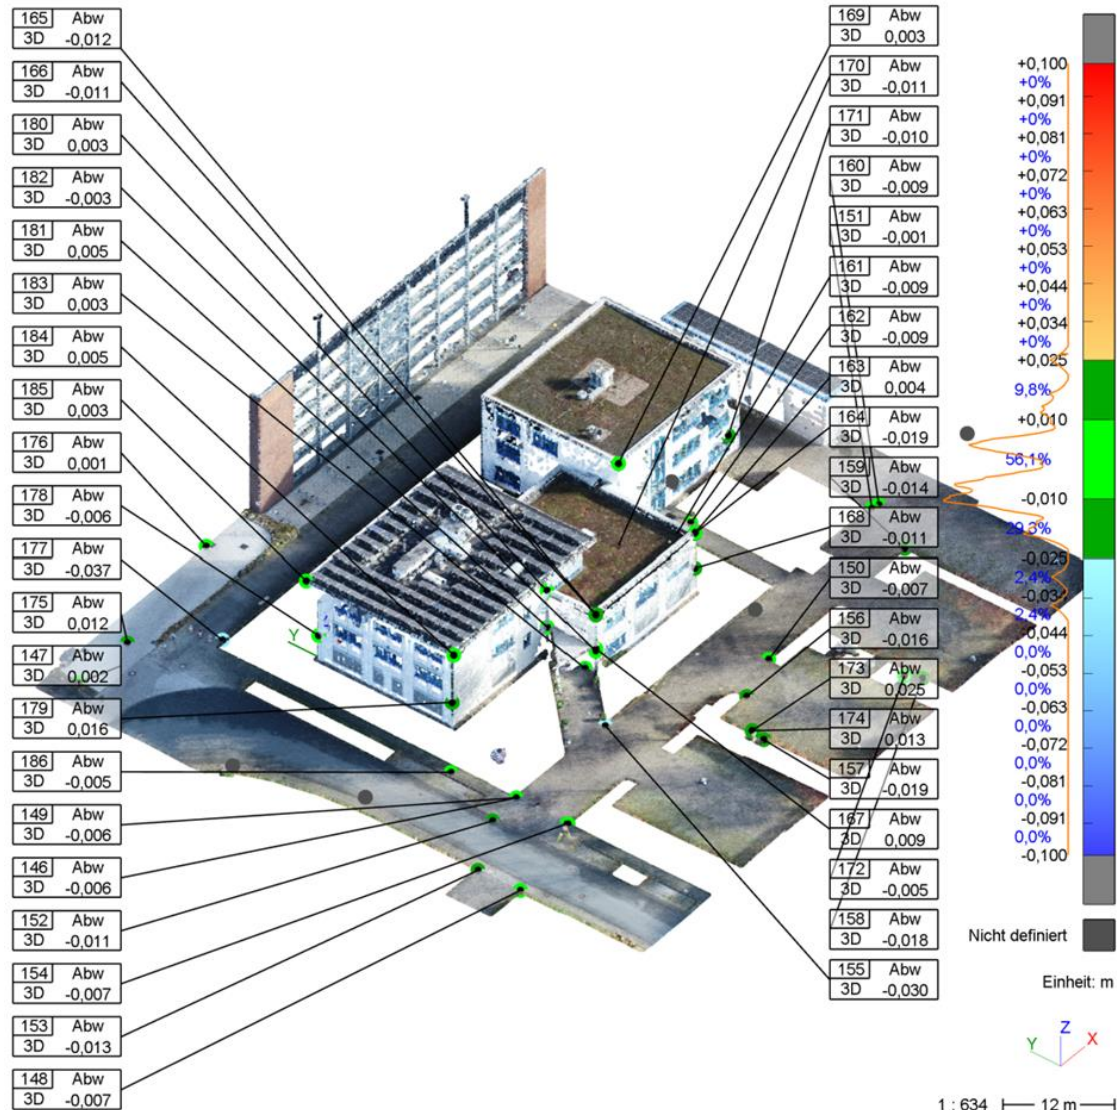 165 Abw
3D -0,012
166 Abw
3D -0,011
180 Abw
3D 0,003
182 Abw
3D -0,003
181 Abw
3D 0,005
183 Abw
3D 0,003
184 Abw
3D 0,005
185 Abw
3D 0,003
176 Abw
3D 0,001
178 Abw
3D -0,006
177 Abw
3D -0,037
175 Abw
3D 0,012
147 Abw
3D 0,002
179 Abw
3D 0,016
186 Abw
3D -0,005
149 Abw
3D -0,006
146 Abw
3D -0,006
152 Abw
3D -0,011
154 Abw
3D -0,007
153 Abw
3D -0,013
148 Abw
3D -0,007
Y
169 Abw
3D 0,003
170 Abw
3D -0,011
171 Abw
3D -0,010
160 Abw
3D -0,009
151 Abw
3D -0,001
161 Abw
3D -0,009
162 Abw
3D -0,009
163 Abw
3D 0,004
164 Abw
3D -0,019
159 Abw
3D -0,014
168 Abw
3D -0,011
150 Abw
3D -0,007
156 Abw
3D -0,016
173 Abw
3D 0,025
174 Abw
3D 0,013
157 Abw
3D -0,019
167 Abw
3D 0,009
172 Abw
3D -0,005
158 Abw
3D -0,018
155 Abw
3D -0,030
+0,100
+0%
+0,091
+0%
+0,081
+0%
+0,072
+0%
+0,063
+0%
+0,053
+0%
+0,044
+0%
+0,034
+0%
+0,025
9,8%
+0,010
56,1%
-0,010
29,3%
-0,025
2,4%
-0,034
2,4%
-0,044
0,0%
-0,053
0,0%
-0,063
0,0%
-0,072
0,0%
-0,081
0,0%
-0,091
0,0%
-0,100
Nicht definiert
Einheit: m
Z
Y X
1 : 634 12 m